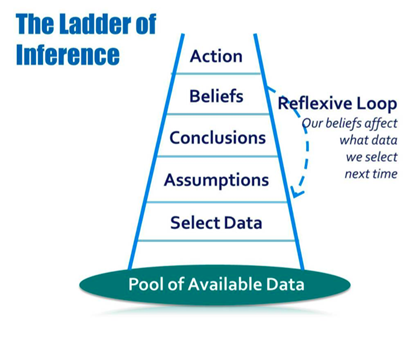 The Ladder of
Inference
Action
Beliefs
Reflexive Loop
Our beliefs affect
what data
we select
next time
Conclusions
Assumptions
Select Data
Pool of Available Data